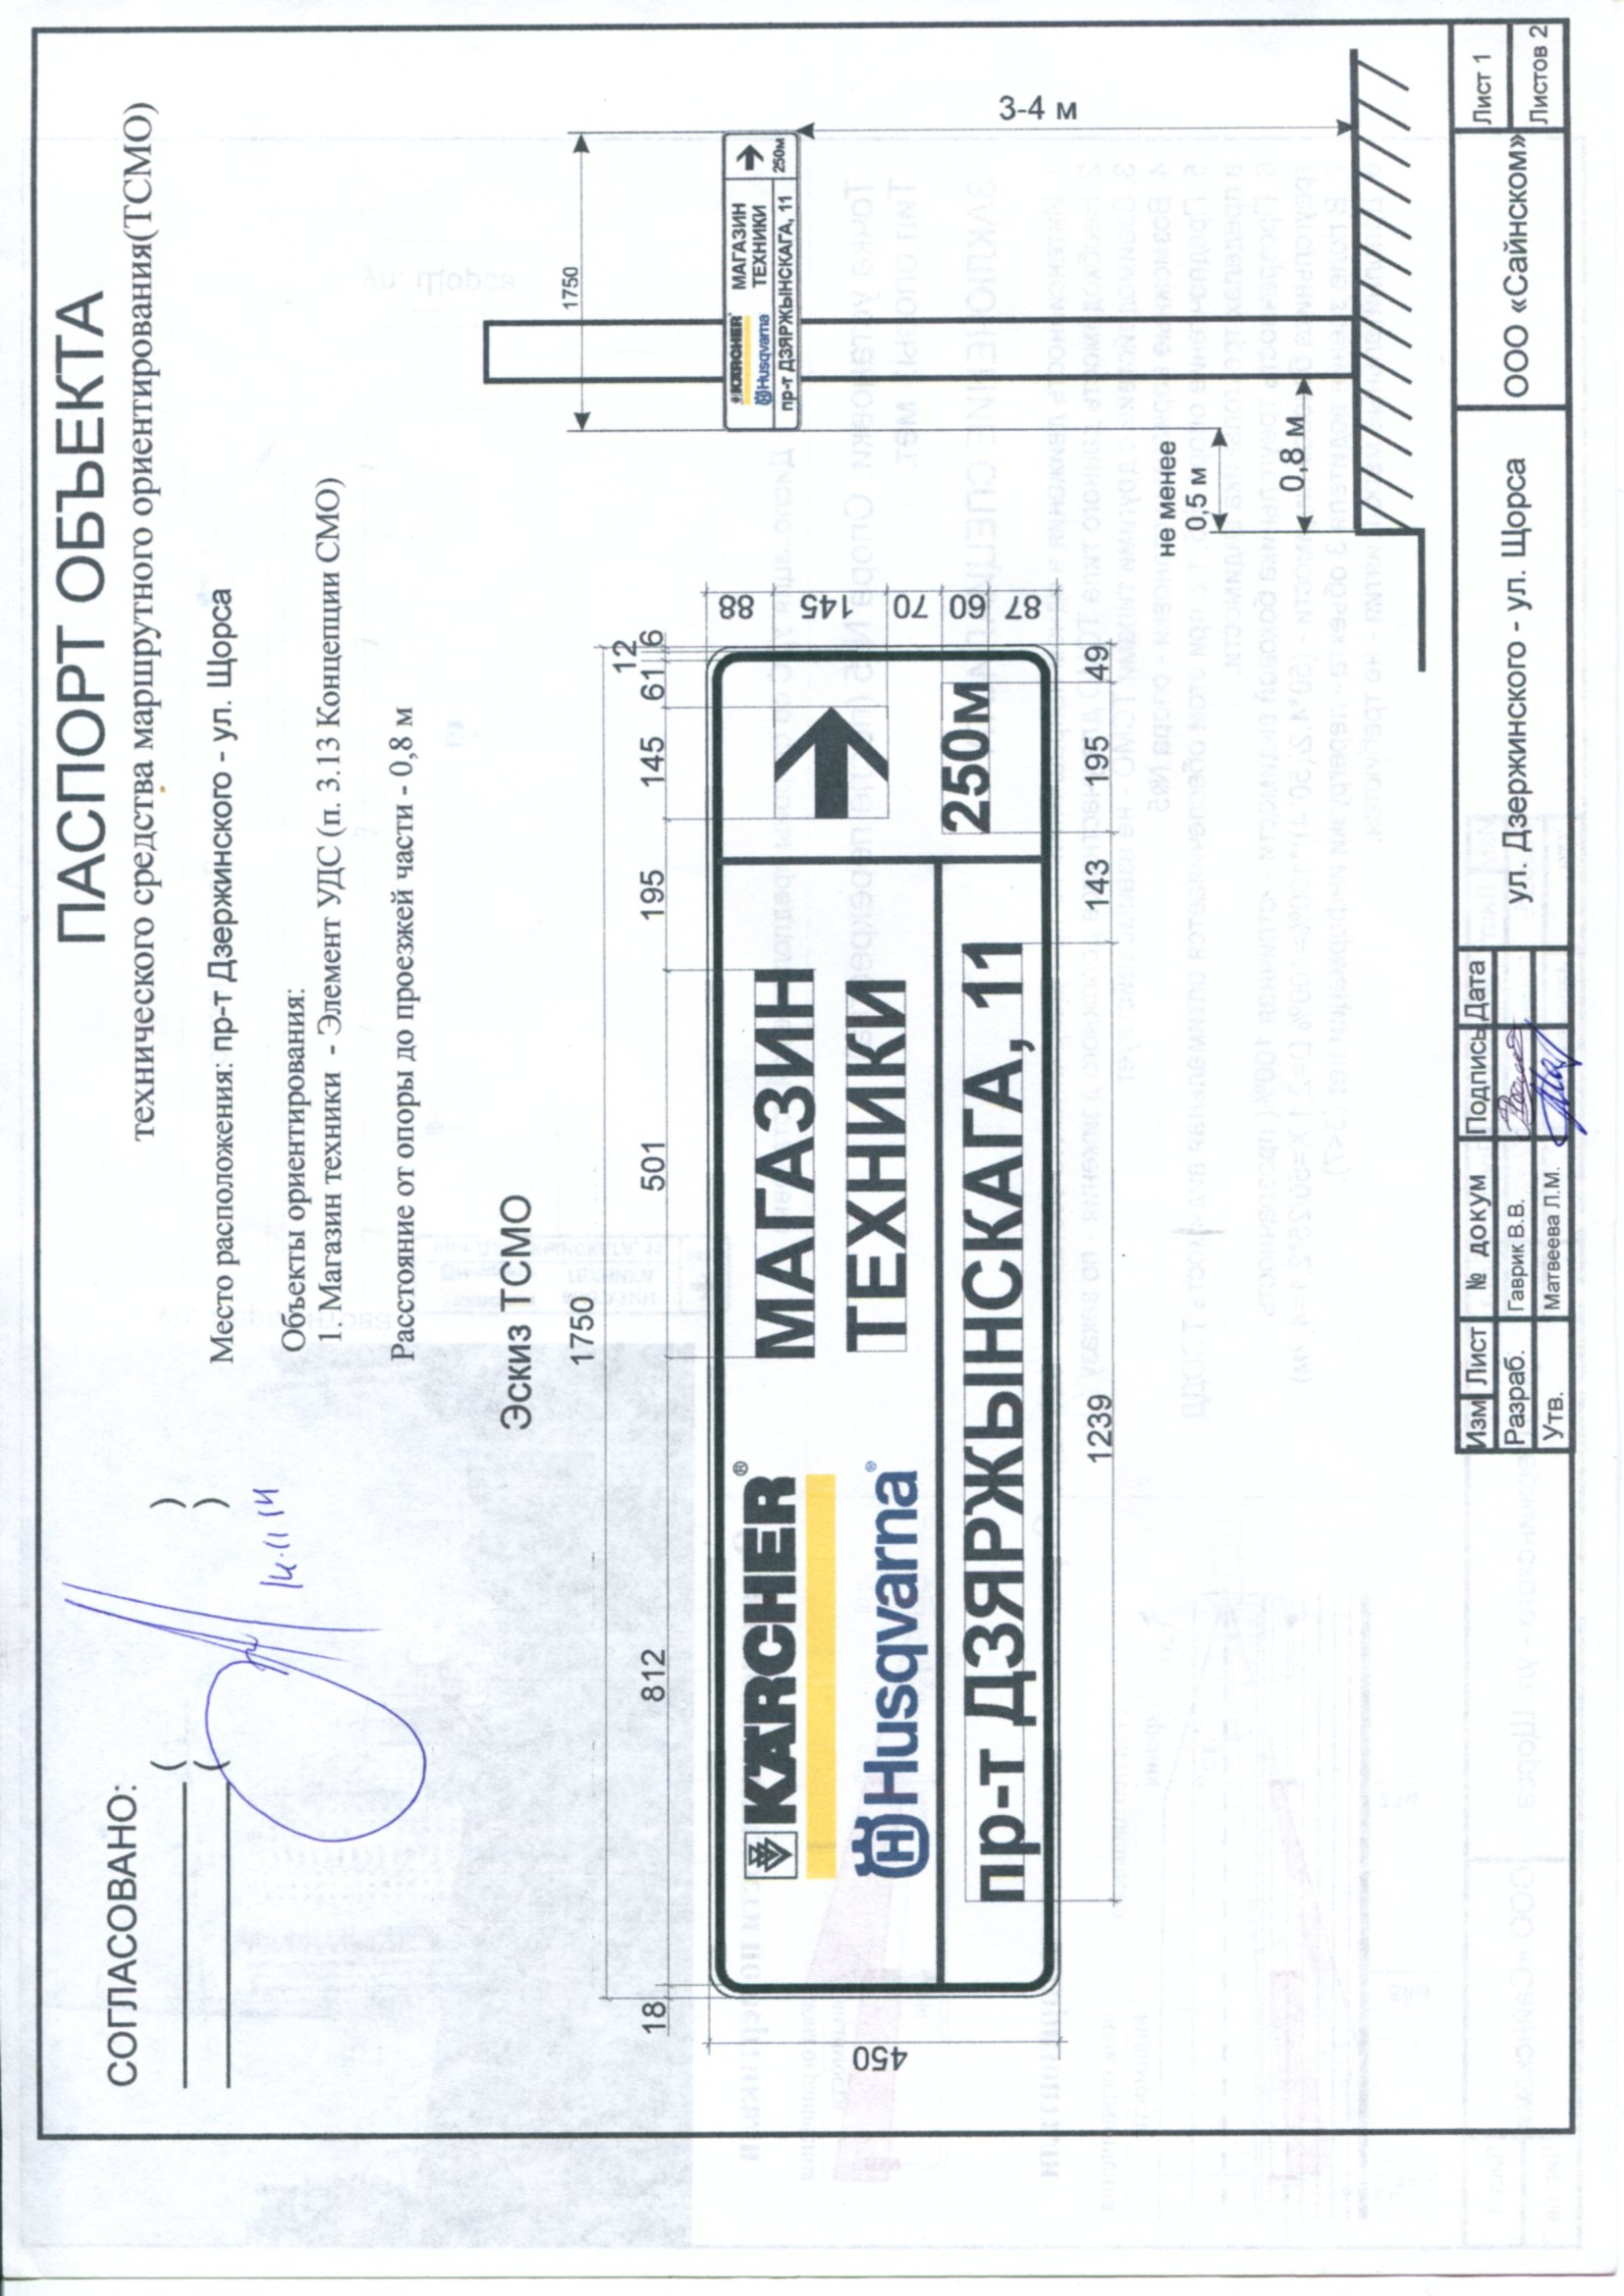 СОГЛАСОВАНО:
( )
( )
14.11.14
ПАСПОРТ ОБЪЕКТА
технического средства маршрутного ориентирования(ТСМО)
Место расположения: пр-т Дзержинского - ул. Щорса
Объекты ориентирования:
1 .Магазин техники - Элемент УДС (п. 3.13 Концепции СМО)
Расстояние от опоры до проезжей части - 0,8 м
Эскиз ТСМО
1750
18 812 501 195 145 61 12 6
450
KÄRCHER®
Husqvarna®
МАГАЗИН
ТЕХНИКИ
пр-т ДЗЯРЖЫНСКАГА, 11
250м
88
145
70
60
87
1239 143 195 49
1750
KÄRCHER
Husqvarna
МАГАЗИН
ТЕХНИКИ
пр-т ДЗЯРЖЫНСКАГА, 11
250м
3-4 м
не менее
0,5 м
0,8 м
Изм Лист № докум Подпись Дата
Разраб. Гаврик В.В.
Утв. Матвеева Л.М.
ул. Дзержинского - ул. Щорса
ООО «Сайнском»
Лист 1
Листов 2